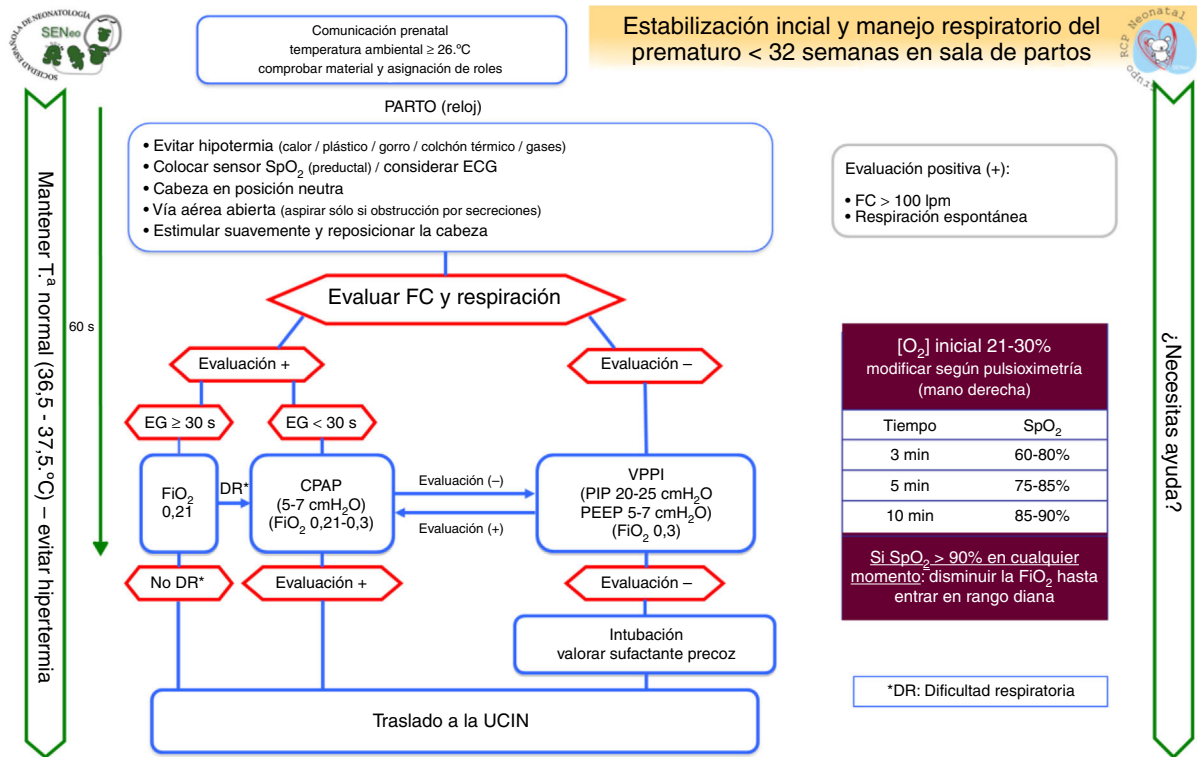 SOCIEDAD ESPAÑOLA DE NEONATOLOGÍA
SENeo
Comunicación prenatal
temperatura ambiental ≥ 26.ºC
comprobar material y asignación de roles
Estabilización incial y manejo respiratorio del
prematuro < 32 semanas en sala de partos
Grupo RCP Neonatal
SENeo
PARTO (reloj)
• Evitar hipotermia (calor / plástico / gorro / colchón térmico / gases)
• Colocar sensor SpO₂ (preductal) / considerar ECG
• Cabeza en posición neutra
• Vía aérea abierta (aspirar sólo si obstrucción por secreciones)
• Estimular suavemente y reposicionar la cabeza
Evaluación positiva (+):
• FC > 100 lpm
• Respiración espontánea
Mantener T.ª normal (36,5 - 37,5.ºC) – evitar hipertermia
60 s
Evaluar FC y respiración
Evaluación +
Evaluación –
EG ≥ 30 s
EG < 30 s
FiO₂
0,21
DR*
CPAP
(5-7 cmH₂O)
(FiO₂ 0,21-0,3)
Evaluación (–)
Evaluación (+)
VPPI
(PIP 20-25 cmH₂O
PEEP 5-7 cmH₂O)
(FiO₂ 0,3)
No DR*
Evaluación +
Evaluación –
Intubación
valorar sufactante precoz
Traslado a la UCIN
[O₂] inicial 21-30%
modificar según pulsioximetría
(mano derecha)
Tiempo SpO₂
3 min 60-80%
5 min 75-85%
10 min 85-90%
Si SpO₂ > 90% en cualquier
momento: disminuir la FiO₂ hasta
entrar en rango diana
*DR: Dificultad respiratoria
¿Necesitas ayuda?